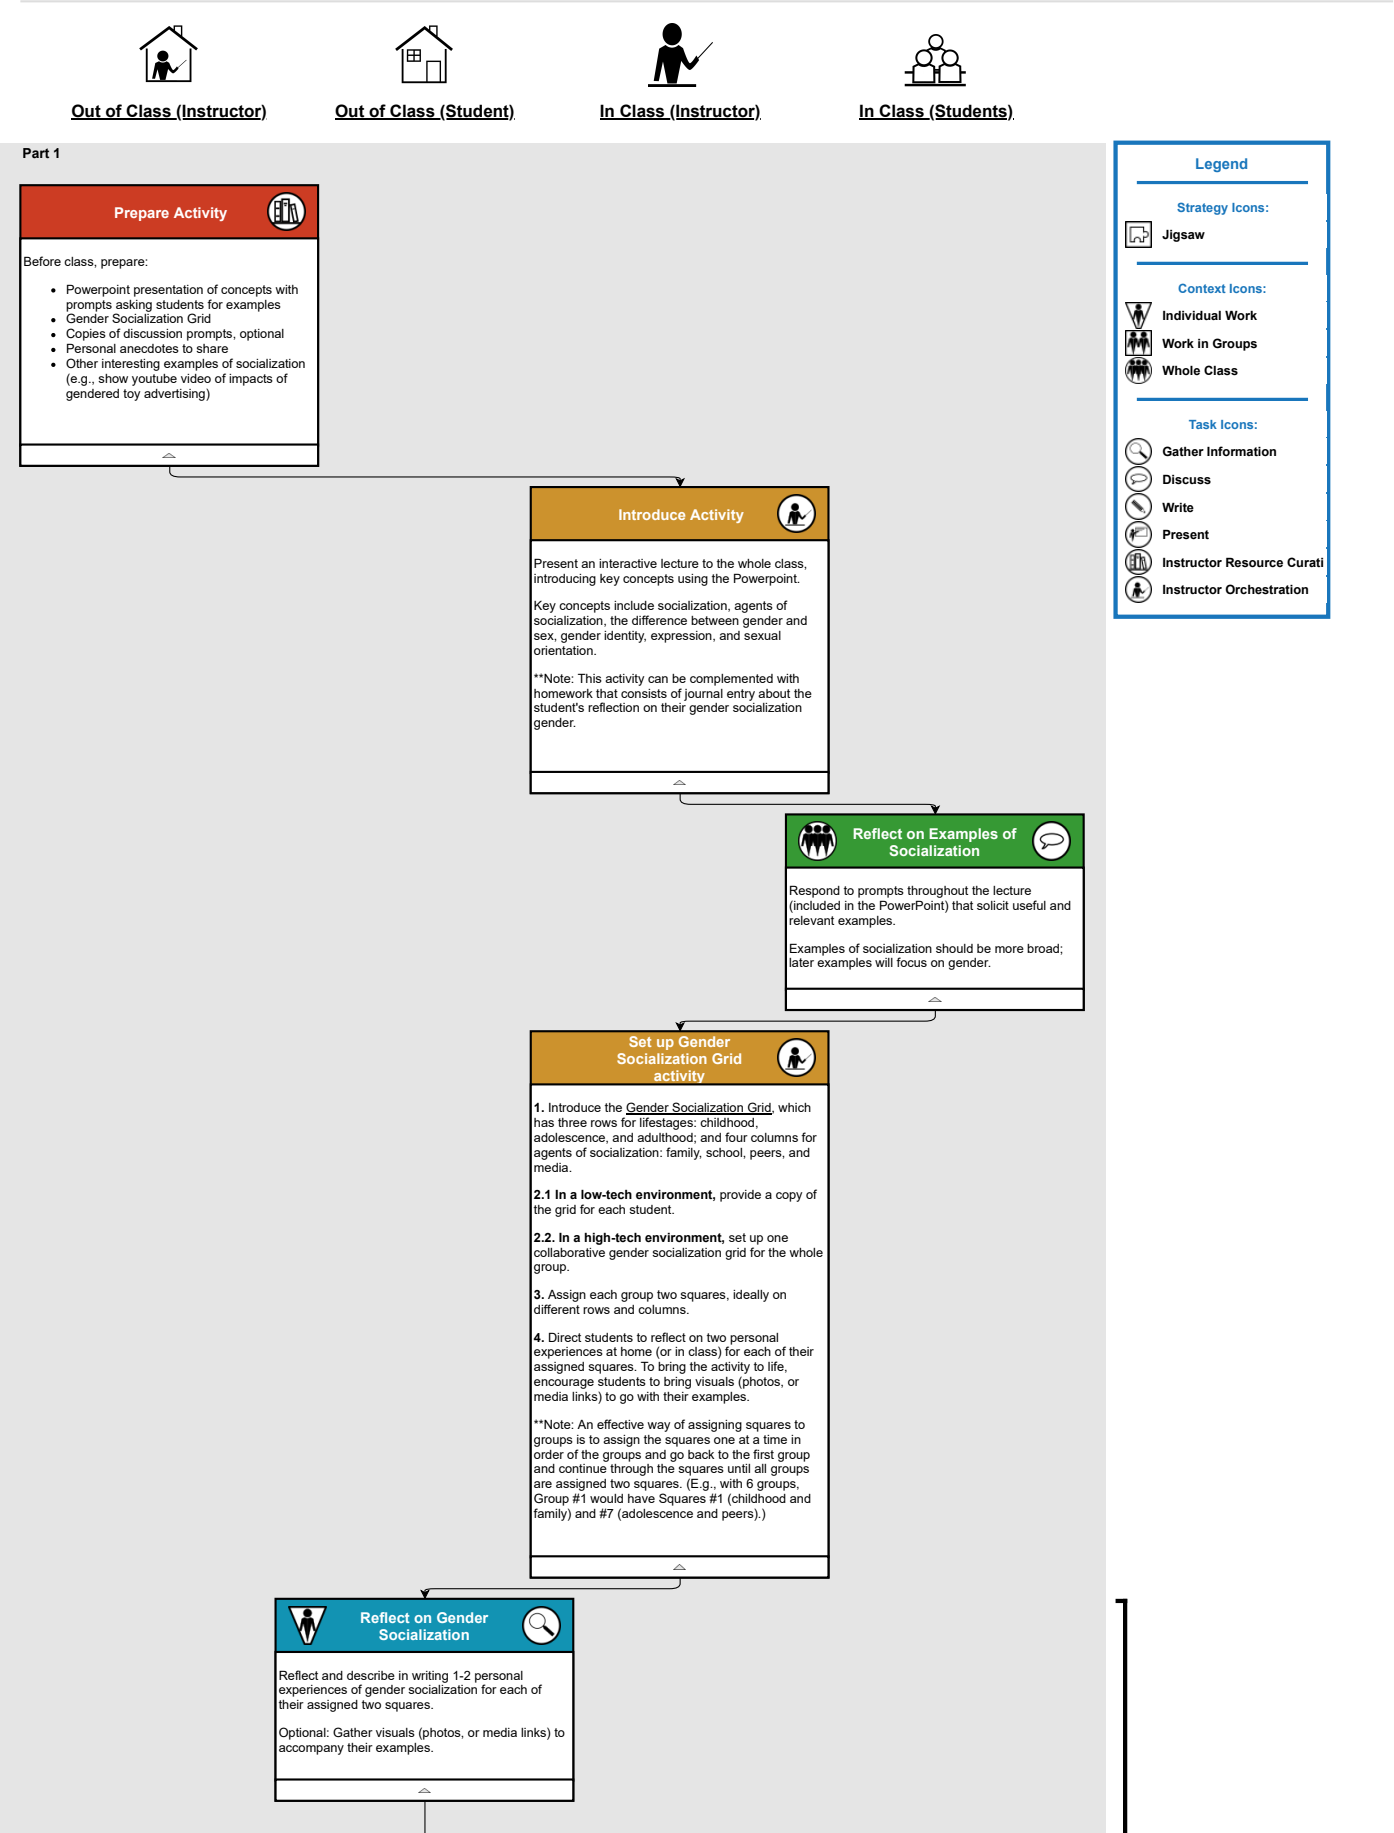 Out of Class (Instructor)
Out of Class (Student)
In Class (Instructor)
In Class (Students)
Part 1
Prepare Activity
Before class, prepare:
• Powerpoint presentation of concepts with
prompts asking students for examples
• Gender Socialization Grid
• Copies of discussion prompts, optional
• Personal anecdotes to share
• Other interesting examples of socialization
(e.g., show youtube video of impacts of
gendered toy advertising)
Introduce Activity
Present an interactive lecture to the whole class,
introducing key concepts using the Powerpoint.
Key concepts include socialization, agents of
socialization, the difference between gender and
sex, gender identity, expression, and sexual
orientation.
**Note: This activity can be complemented with
homework that consists of journal entry about the
student's reflection on their gender socialization
gender.
Reflect on Examples of
Socialization
Respond to prompts throughout the lecture
(included in the PowerPoint) that solicit useful and
relevant examples.
Examples of socialization should be more broad;
later examples will focus on gender.
Set up Gender
Socialization Grid
activity
1. Introduce the Gender Socialization Grid, which
has three rows for lifestages: childhood,
adolescence, and adulthood; and four columns for
agents of socialization: family, school, peers, and
media.
2.1 In a low-tech environment, provide a copy of
the grid for each student.
2.2. In a high-tech environment, set up one
collaborative gender socialization grid for the whole
group.
3. Assign each group two squares, ideally on
different rows and columns.
4. Direct students to reflect on two personal
experiences at home (or in class) for each of their
assigned squares. To bring the activity to life,
encourage students to bring visuals (photos, or
media links) to go with their examples.
**Note: An effective way of assigning squares to
groups is to assign the squares one at a time in
order of the groups and go back to the first group
and continue through the squares until all groups
are assigned two squares. (E.g., with 6 groups,
Group #1 would have Squares #1 (childhood and
family) and #7 (adolescence and peers).)
Reflect on Gender
Socialization
Reflect and describe in writing 1-2 personal
experiences of gender socialization for each of
their assigned two squares.
Optional: Gather visuals (photos, or media links) to
accompany their examples.
Legend
Strategy Icons:
Jigsaw
Context Icons:
Individual Work
Work in Groups
Whole Class
Task Icons:
Gather Information
Discuss
Write
Present
Instructor Resource Curati
Instructor Orchestration